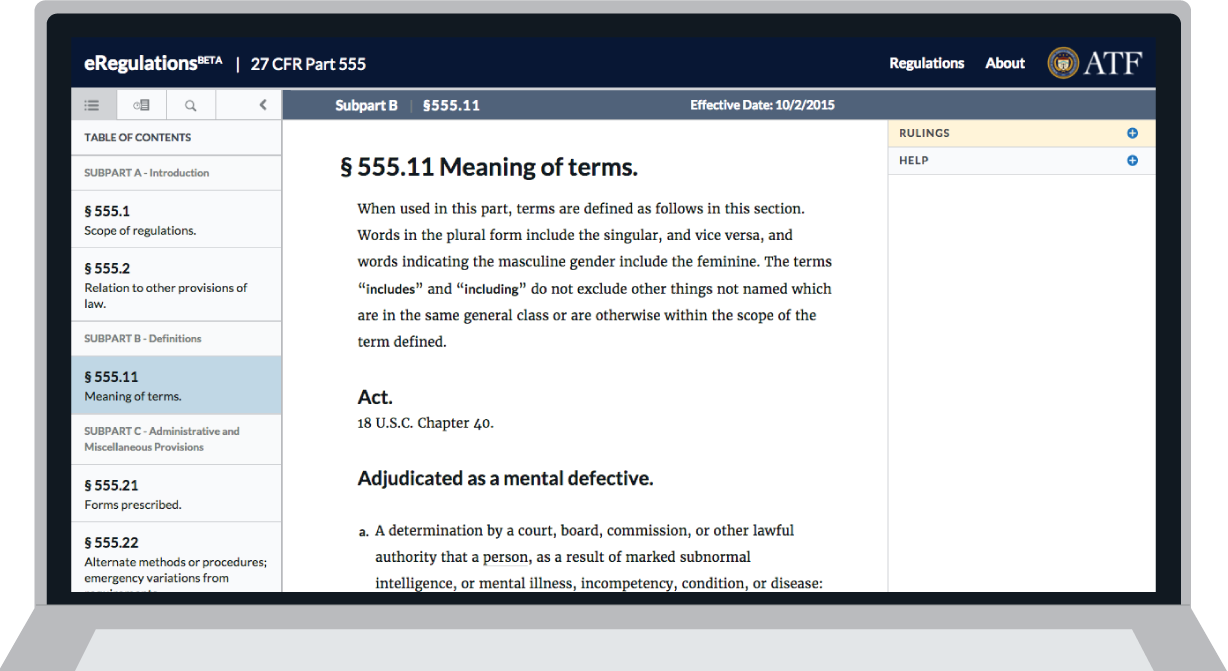 eRegulationsBETA | 27 CFR Part 555
Regulations About ATF
Subpart B | §555.11
Effective Date: 10/2/2015
TABLE OF CONTENTS
SUBPART A - Introduction
§ 555.1
Scope of regulations.
§ 555.2
Relation to other provisions of
law.
SUBPART B - Definitions
§ 555.11
Meaning of terms.
SUBPART C - Administrative and
Miscellaneous Provisions
§ 555.21
Forms prescribed.
§ 555.22
Alternate methods or procedures;
emergency variations from
§ 555.11 Meaning of terms.
When used in this part, terms are defined as follows in this section.
Words in the plural form include the singular, and vice versa, and
words indicating the masculine gender include the feminine. The terms
“includes” and “including” do not exclude other things not named which
are in the same general class or are otherwise within the scope of the
term defined.
Act.
18 U.S.C. Chapter 40.
Adjudicated as a mental defective.
a. A determination by a court, board, commission, or other lawful
authority that a person, as a result of marked subnormal
intelligence, or mental illness, incompetency, condition, or disease:
RULINGS
HELP